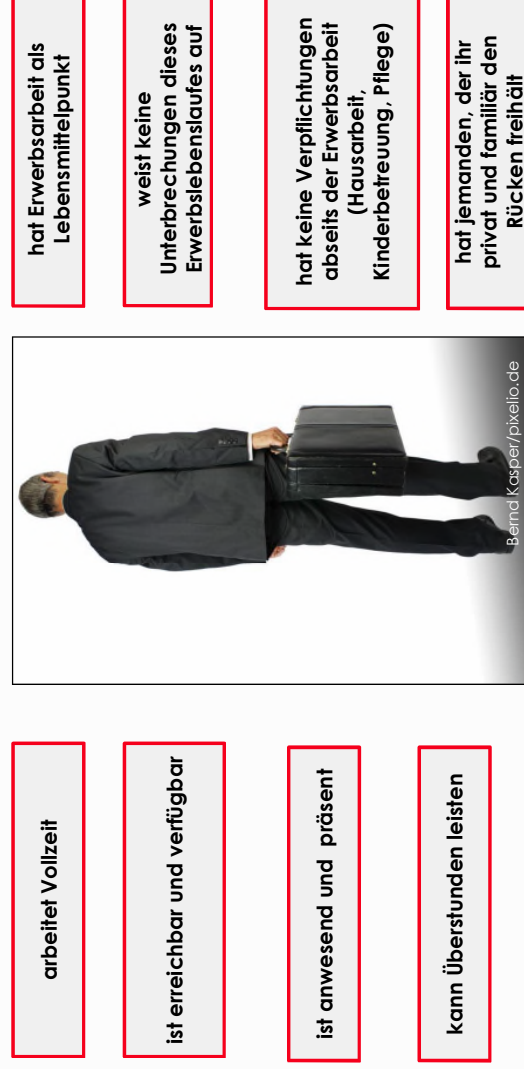 arbeitet Vollzeit
ist erreichbar und verfügbar
ist anwesend und präsent
kann Überstunden leisten
Bernd Kasper/pixelio.de
hat Erwerbsarbeit als
Lebensmittelpunkt
weist keine
Unterbrechungen dieses
Erwerbslebenslaufes auf
hat keine Verpflichtungen
abseits der Erwerbsarbeit
(Hausarbeit,
Kinderbetreuung, Pflege)
hat jemanden, der ihr
privat und familiär den
Rücken freihält